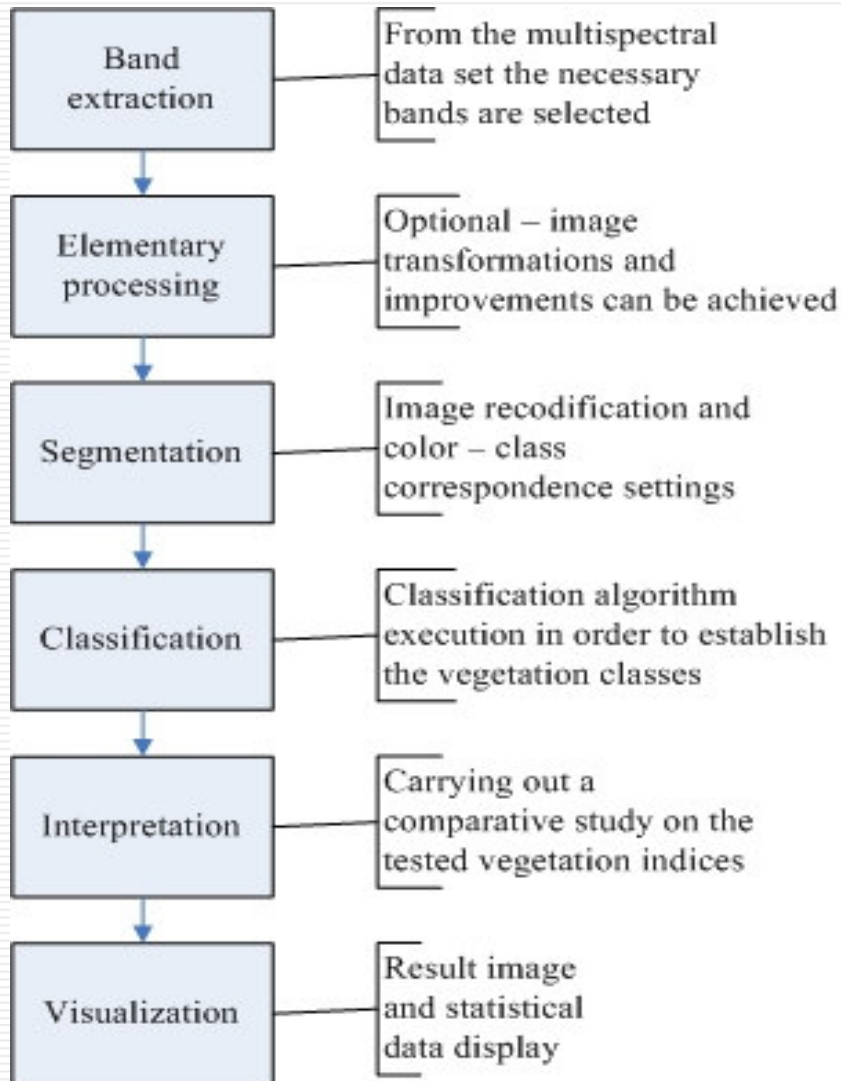 Band
extraction
From the multispectral
data set the necessary
bands are selected
Elementary
processing
Optional – image
transformations and
improvements can be achieved
Segmentation
Image recodification and
color – class
correspondence settings
Classification
Classification algorithm
execution in order to establish
the vegetation classes
Interpretation
Carrying out a
comparative study on the
tested vegetation indices
Visualization
Result image
and statistical
data display